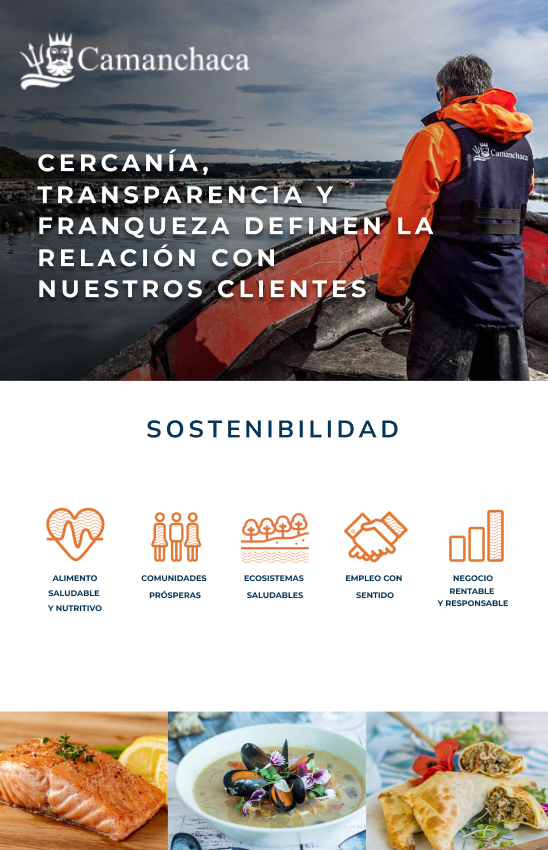 Camanchaca
Camanchaca
CERCANÍA,
TRANSPARENCIA Y
FRANQUEZA DEFINEN LA
RELACIÓN CON
NUESTROS CLIENTES
SOSTENIBILIDAD
ALIMENTO
SALUDABLE
Y NUTRITIVO
COMUNIDADES
PRÓSPERAS
ECOSISTEMAS
SALUDABLES
EMPLEO CON
SENTIDO
NEGOCIO
RENTABLE
Y RESPONSABLE